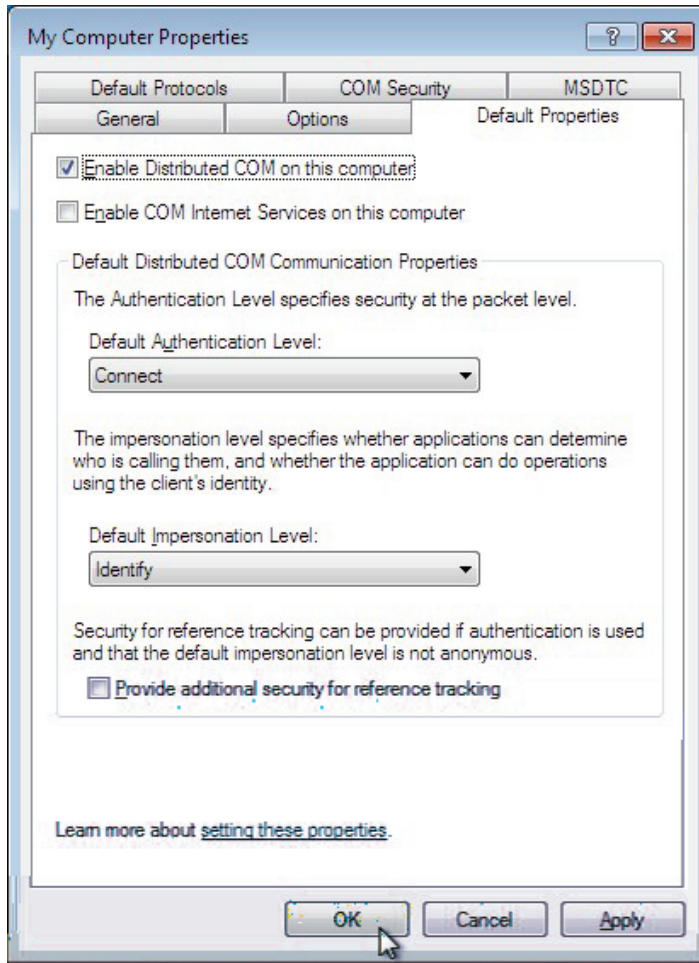 My Computer Properties
Default Protocols COM Security MSDTC
General Options Default Properties
Enable Distributed COM on this computer
Enable COM Internet Services on this computer
Default Distributed COM Communication Properties
The Authentication Level specifies security at the packet level.
Default Authentication Level:
Connect
The impersonation level specifies whether applications can determine
who is calling them, and whether the application can do operations
using the client's identity.
Default Impersonation Level:
Identify
Security for reference tracking can be provided if authentication is used
and that the default impersonation level is not anonymous.
Provide additional security for reference tracking
Learn more about setting these properties.
OK Cancel Apply